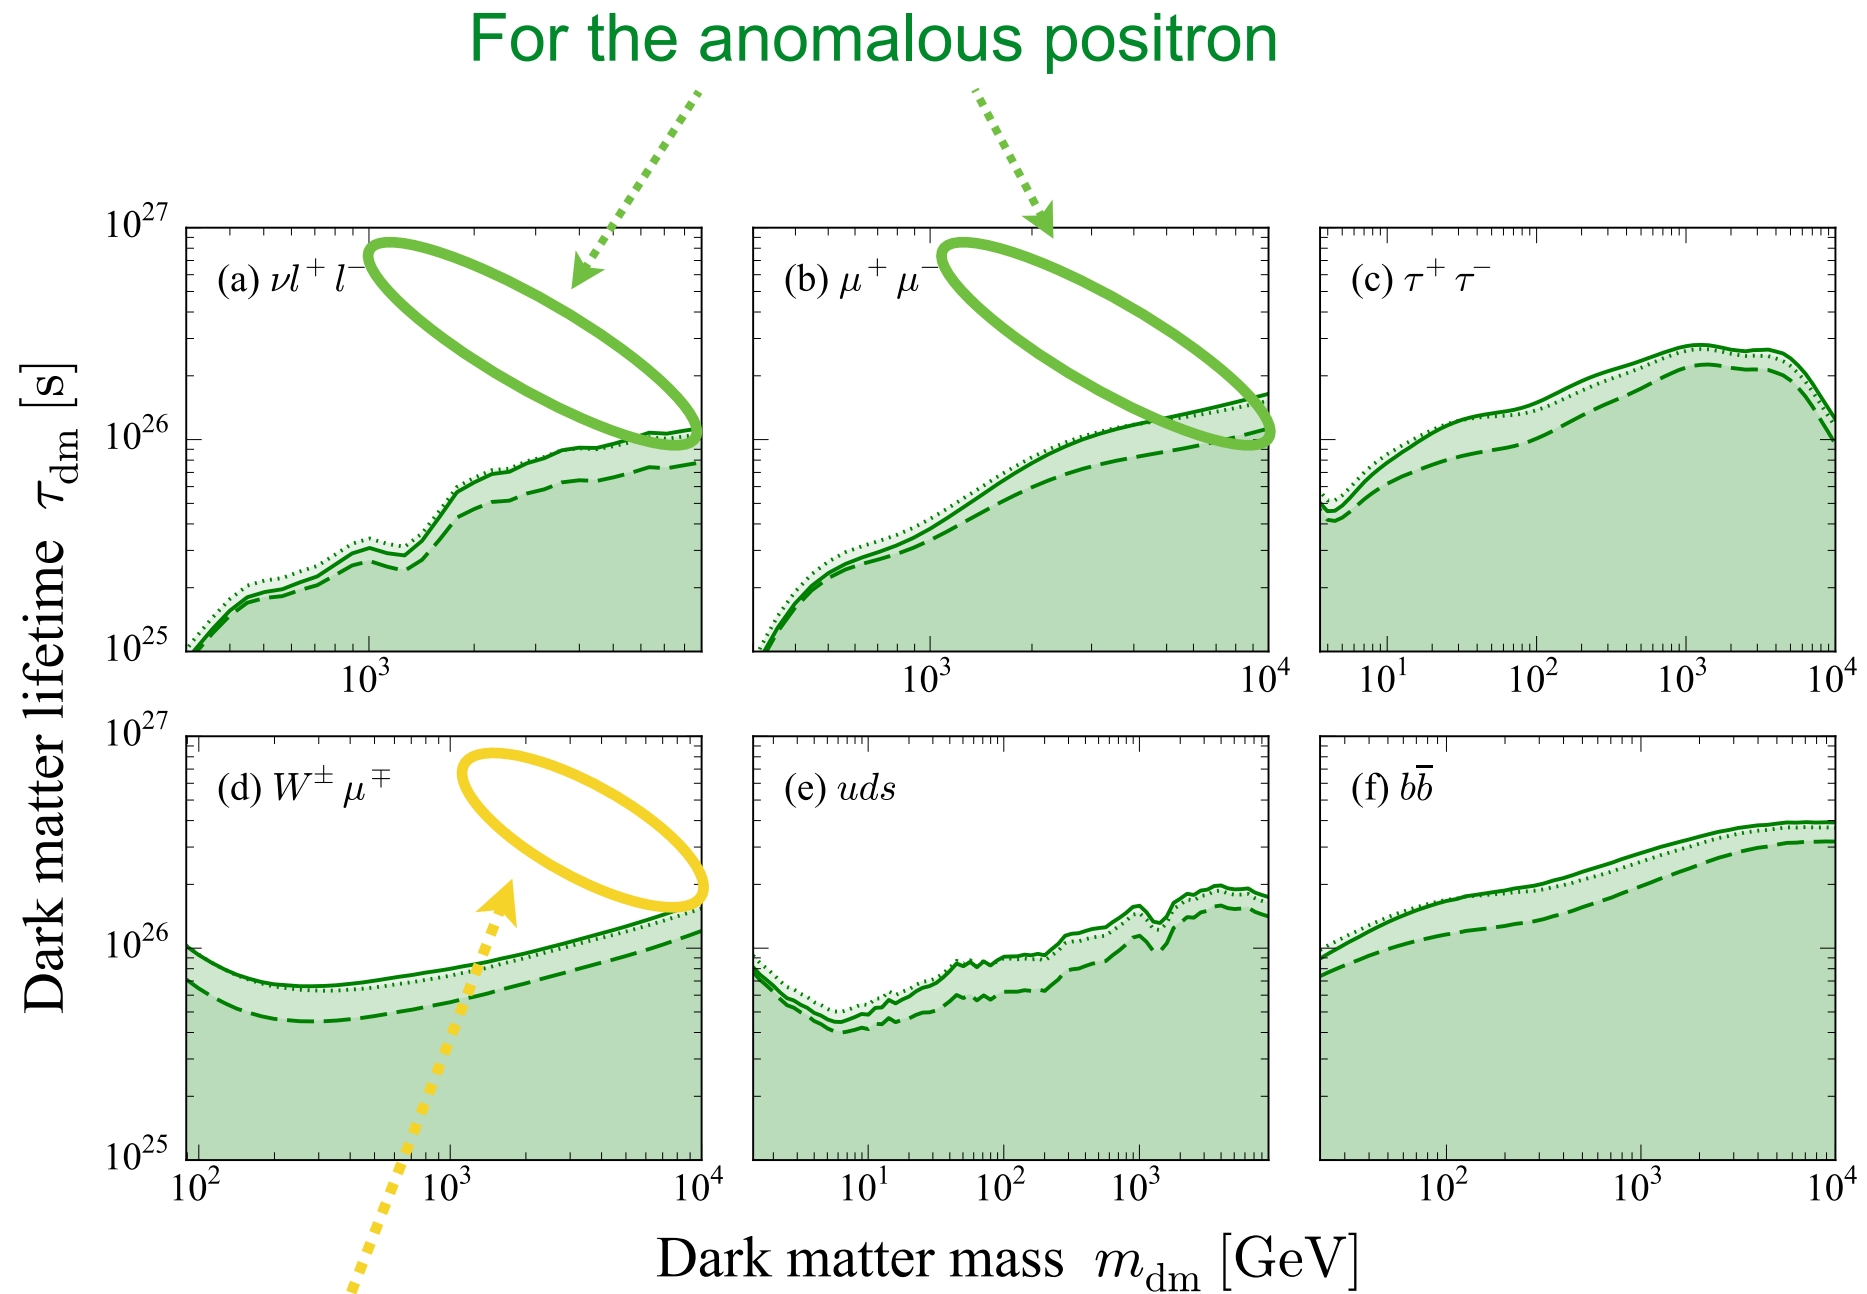 For the anomalous positron
Dark matter lifetime τ_dm [s]
10^27
10^26
10^25
(a) νl^+ l^−
10^3
(b) μ^+ μ^−
10^3 10^4
(c) τ^+ τ^−
10^1 10^2 10^3 10^4
10^27
10^26
10^25
(d) W^± μ^∓
10^2 10^3 10^4
(e) uds
10^1 10^2 10^3
(f) bb̅
10^2 10^3 10^4
Dark matter mass m_dm [GeV]